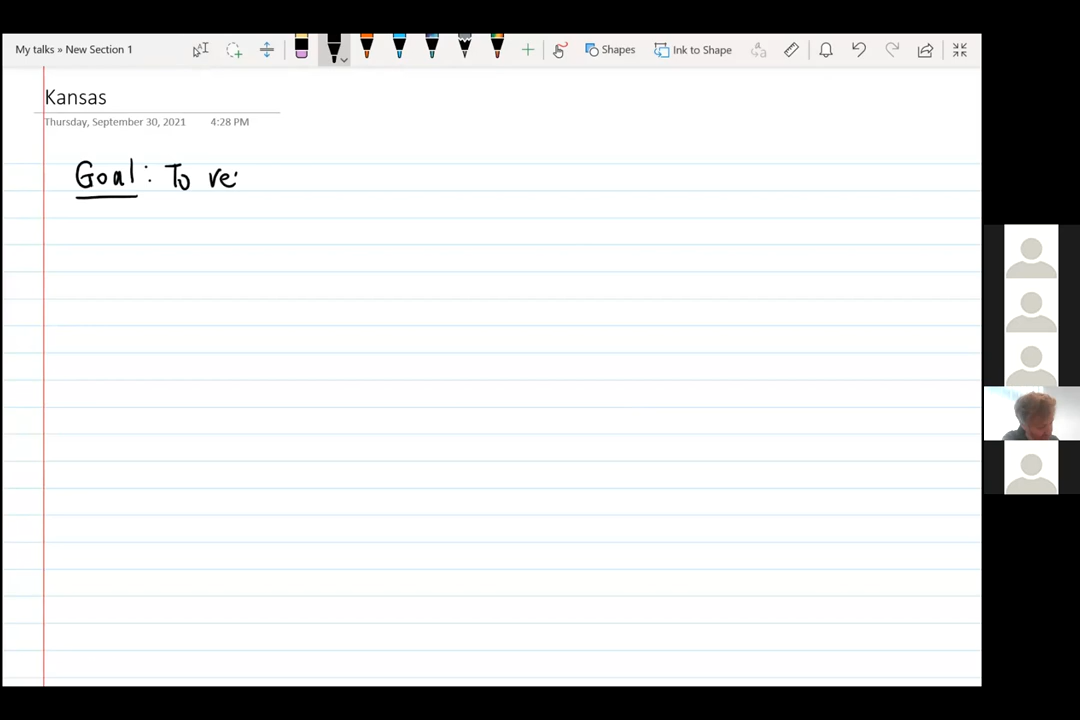 My talks » New Section 1
Shapes
Ink to Shape
Kansas
Thursday, September 30, 2021 4:28 PM
Goal: To